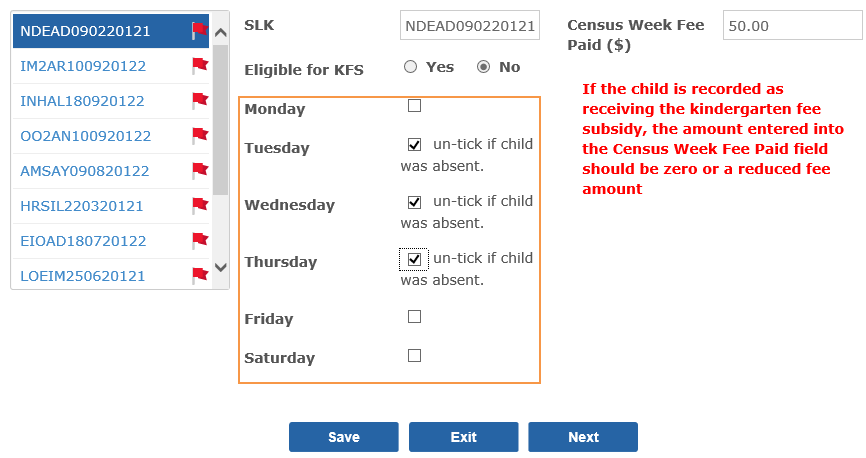 NDEAD090220121
IM2AR100920122
INHAL180920122
OO2AN100920122
AMSAY090820122
HRSIL220320121
EIOAD180720122
LOEIM250620121
SLK
NDEAD090220121
Eligible for KFS
Yes
No
Monday
Tuesday
un-tick if child
was absent.
Wednesday
un-tick if child
was absent.
Thursday
un-tick if child
was absent.
Friday
Saturday
Census Week Fee
Paid ($)
50.00
If the child is recorded as
receiving the kindergarten fee
subsidy, the amount entered into
the Census Week Fee Paid field
should be zero or a reduced fee
amount
Save
Exit
Next